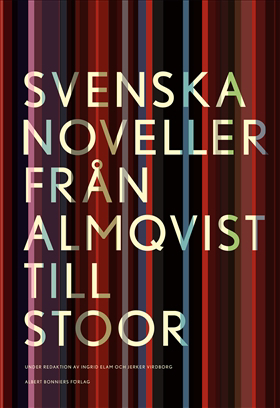 SVENSKA
NOVELLER
FRÅN
ALMQVIST
TILL
STOOR
UNDER REDAKTION AV INGRID ELAM OCH JERKER VIRDBORG
ALBERT BONNIERS FÖRLAG